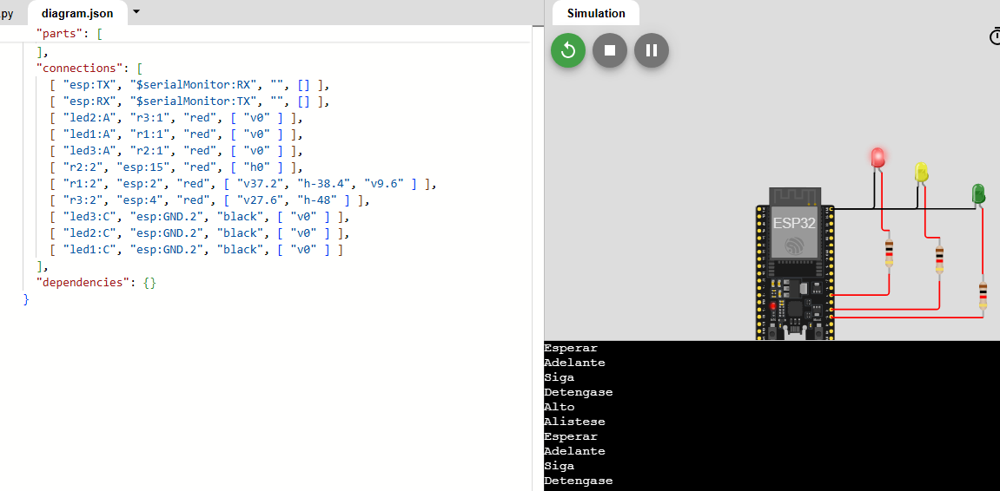 .py
diagram.json
"parts": [
],
"connections": [
[ "esp:TX", "$serialMonitor:RX", "", [] ],
[ "esp:RX", "$serialMonitor:TX", "", [] ],
[ "led2:A", "r3:1", "red", [ "v0" ] ],
[ "led1:A", "r1:1", "red", [ "v0" ] ],
[ "led3:A", "r2:1", "red", [ "v0" ] ],
[ "r2:2", "esp:15", "red", [ "h0" ] ],
[ "r1:2", "esp:2", "red", [ "v37.2", "h-38.4", "v9.6" ] ],
[ "r3:2", "esp:4", "red", [ "v27.6", "h-48" ] ],
[ "led3:C", "esp:GND.2", "black", [ "v0" ] ],
[ "led2:C", "esp:GND.2", "black", [ "v0" ] ],
[ "led1:C", "esp:GND.2", "black", [ "v0" ] ]
],
"dependencies": {}
}
Simulation
ESP32
Esperar
Adelante
Siga
Detengase
Alto
Alistese
Esperar
Adelante
Siga
Detengase